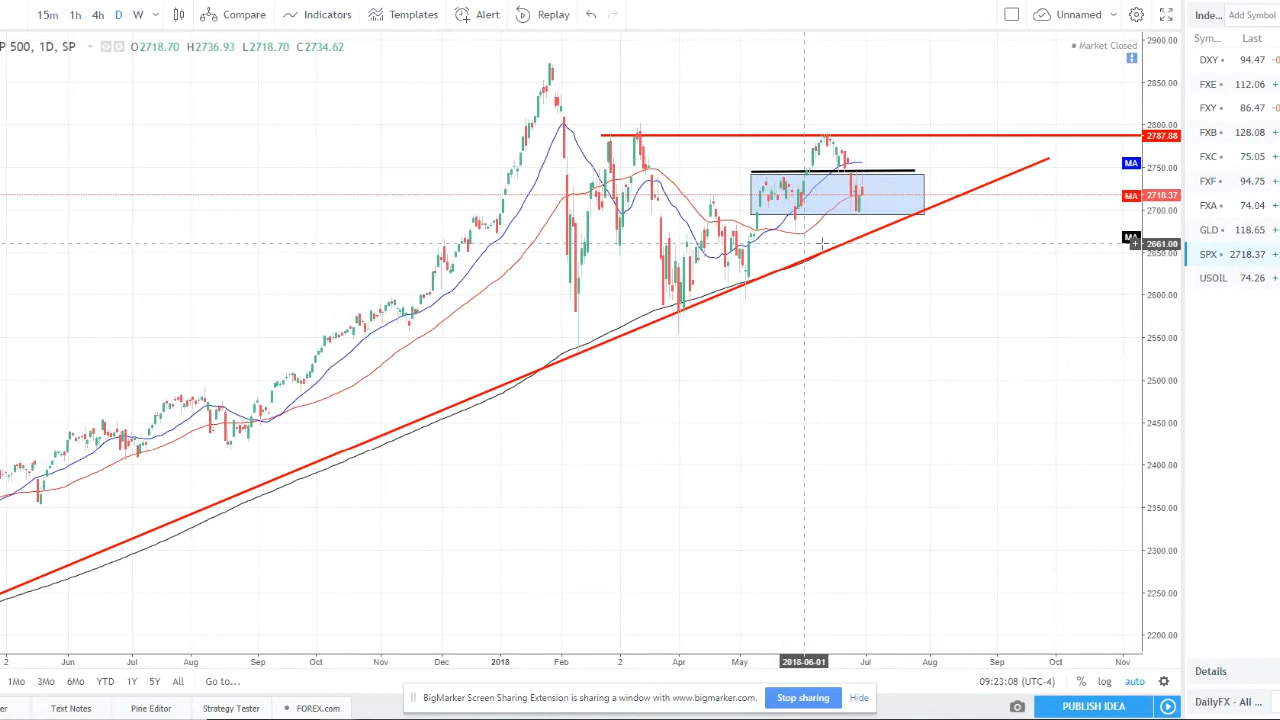 15m 1h 4h D W Compare Indicators Templates Alert Replay Unnamed Inde... Add Symbol
P 500, 1D, SP O2718.70 H2736.93 L2718.70 C2734.62
Market Closed
Sym... Last
DXY 94.47 -0
FXE 112.06 +
FXY 86.47 -0
FXB 128.08 +
FXC 75.05 +
FXF 94.75 +
FXA 74.04 +
GLD 118.65 +
SPX 2718.37 +
USOIL 74.26 +
2900.00
2850.00
2800.00
2787.88
MA
2750.00
MA 2718.37
2700.00
MA
+ 2661.00
2650.00
2600.00
2550.00
2500.00
2450.00
2400.00
2350.00
2300.00
2250.00
2200.00
2 Jun Jul Aug Sep Oct Nov Dec 2018 Feb 2 Apr May 2018-06-01 Jul Aug Sep Oct Nov
1Mo 3Mo 6Mo YTD 1Y 5Y All Go to... 09:23:08 (UTC-4) % log auto
Details
BigMarker Screen Sharing Extension is sharing a window with www.bigmarker.com. Stop sharing Hide
er Text Notes Pine Editor Strategy Tester FOREX.com PUBLISH IDEA
DailyFX - All ...